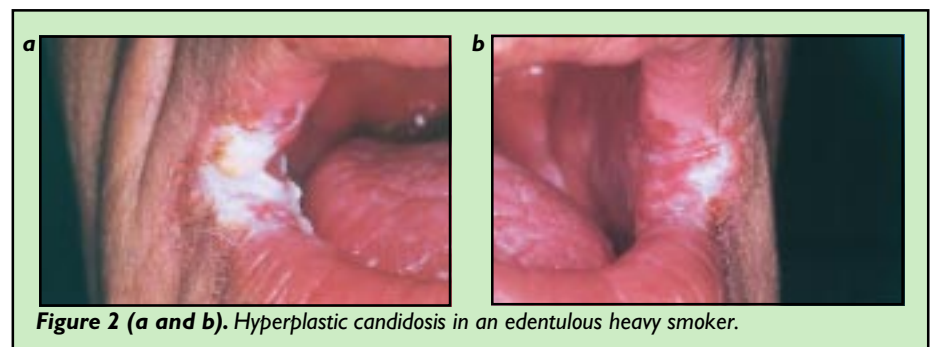 a
b
Figure 2 (a and b). Hyperplastic candidosis in an edentulous heavy smoker.